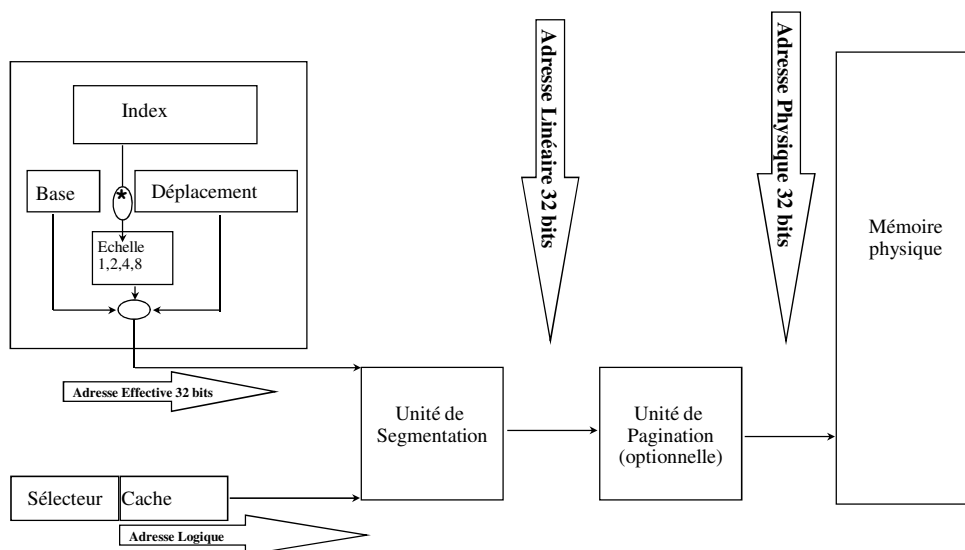 Index
Base
*
Déplacement
Echelle
1,2,4,8
Adresse Effective 32 bits
Sélecteur
Cache
Adresse Logique
Unité de
Segmentation
Adresse Linéaire 32 bits
Unité de
Pagination
(optionnelle)
Adresse Physique 32 bits
Mémoire
physique